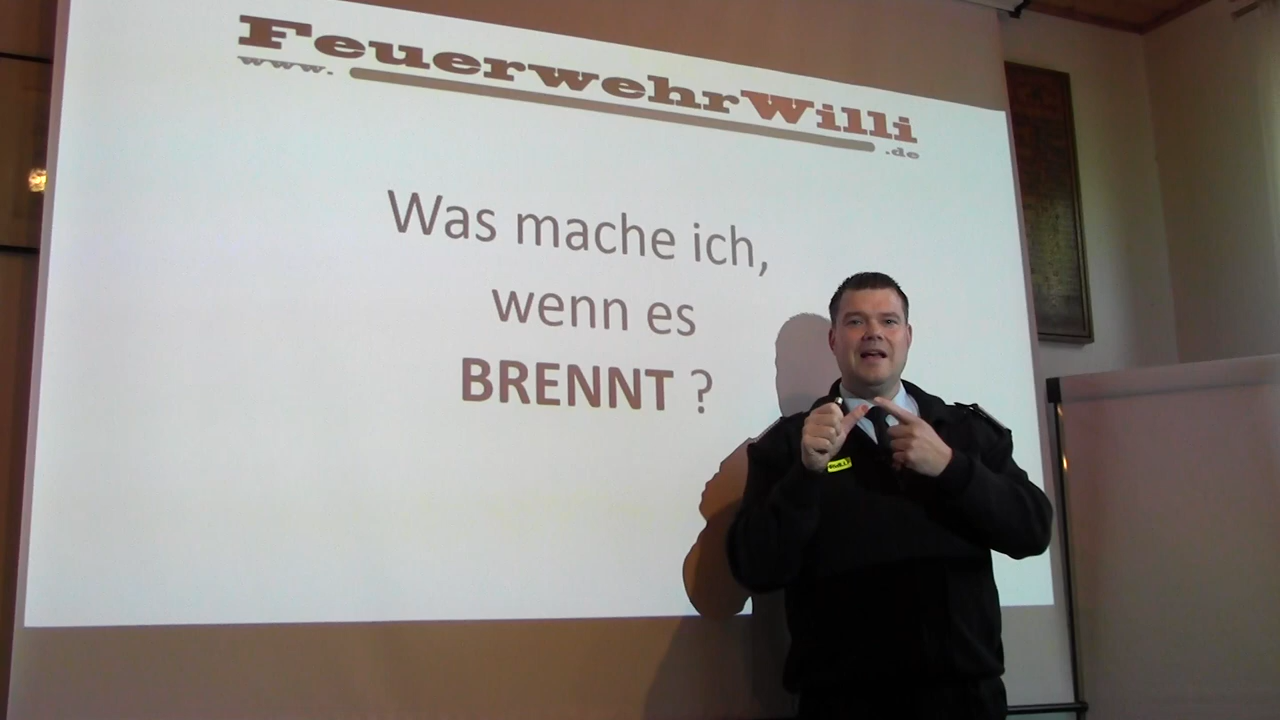 FeuerwehrWilli
www.
.de
Was mache ich,
wenn es
BRENNT ?